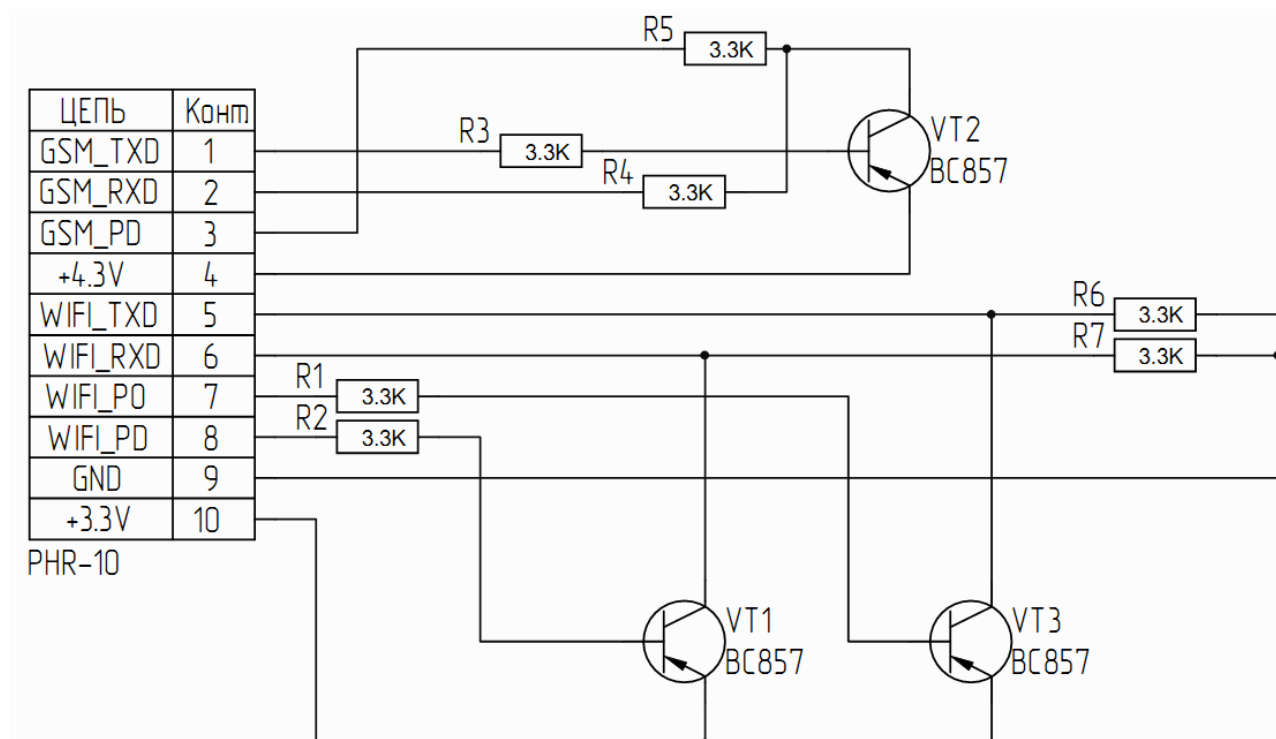 R5
3.3K
ЦЕПЬ Конт
GSM_TXD 1
R3
3.3K
VT2
BC857
GSM_RXD 2
R4
3.3K
GSM_PD 3
+4.3V 4
WIFI_TXD 5
R6
3.3K
WIFI_RXD 6
R7
3.3K
WIFI_PO 7
R1
3.3K
WIFI_PD 8
R2
3.3K
GND 9
+3.3V 10
PHR-10
VT1
BC857
VT3
BC857